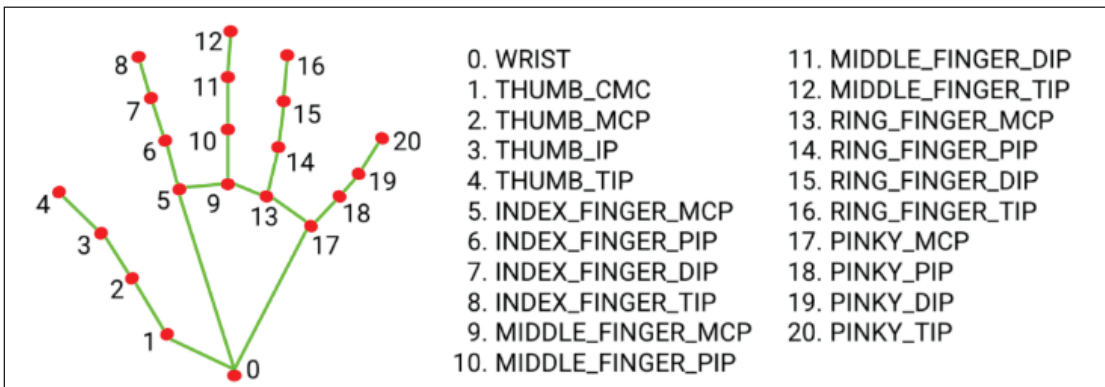 12
8
16
11
7
15
10
20
6
14
19
4
5
9
18
13
3
17
2
1
0
0. WRIST
1. THUMB_CMC
2. THUMB_MCP
3. THUMB_IP
4. THUMB_TIP
5. INDEX_FINGER_MCP
6. INDEX_FINGER_PIP
7. INDEX_FINGER_DIP
8. INDEX_FINGER_TIP
9. MIDDLE_FINGER_MCP
10. MIDDLE_FINGER_PIP
11. MIDDLE_FINGER_DIP
12. MIDDLE_FINGER_TIP
13. RING_FINGER_MCP
14. RING_FINGER_PIP
15. RING_FINGER_DIP
16. RING_FINGER_TIP
17. PINKY_MCP
18. PINKY_PIP
19. PINKY_DIP
20. PINKY_TIP